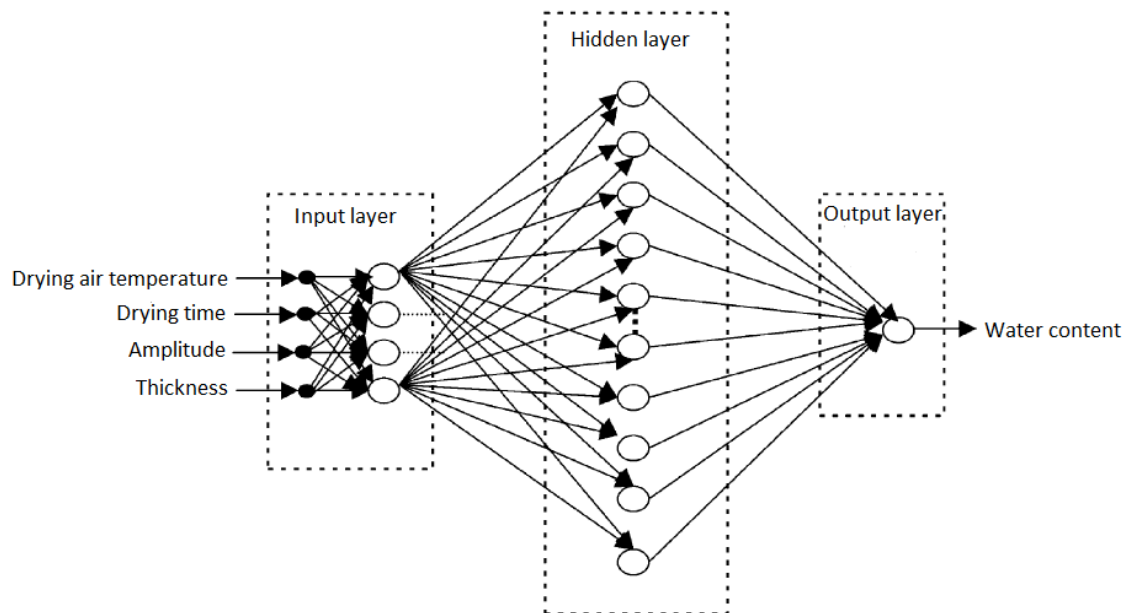 Hidden layer
Input layer
Output layer
Drying air temperature
Drying time
Amplitude
Thickness
Water content